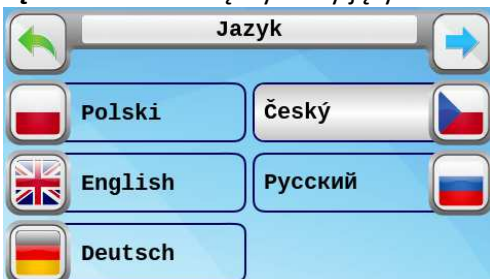 Jazyk
Polski
Český
English
Русский
Deutsch